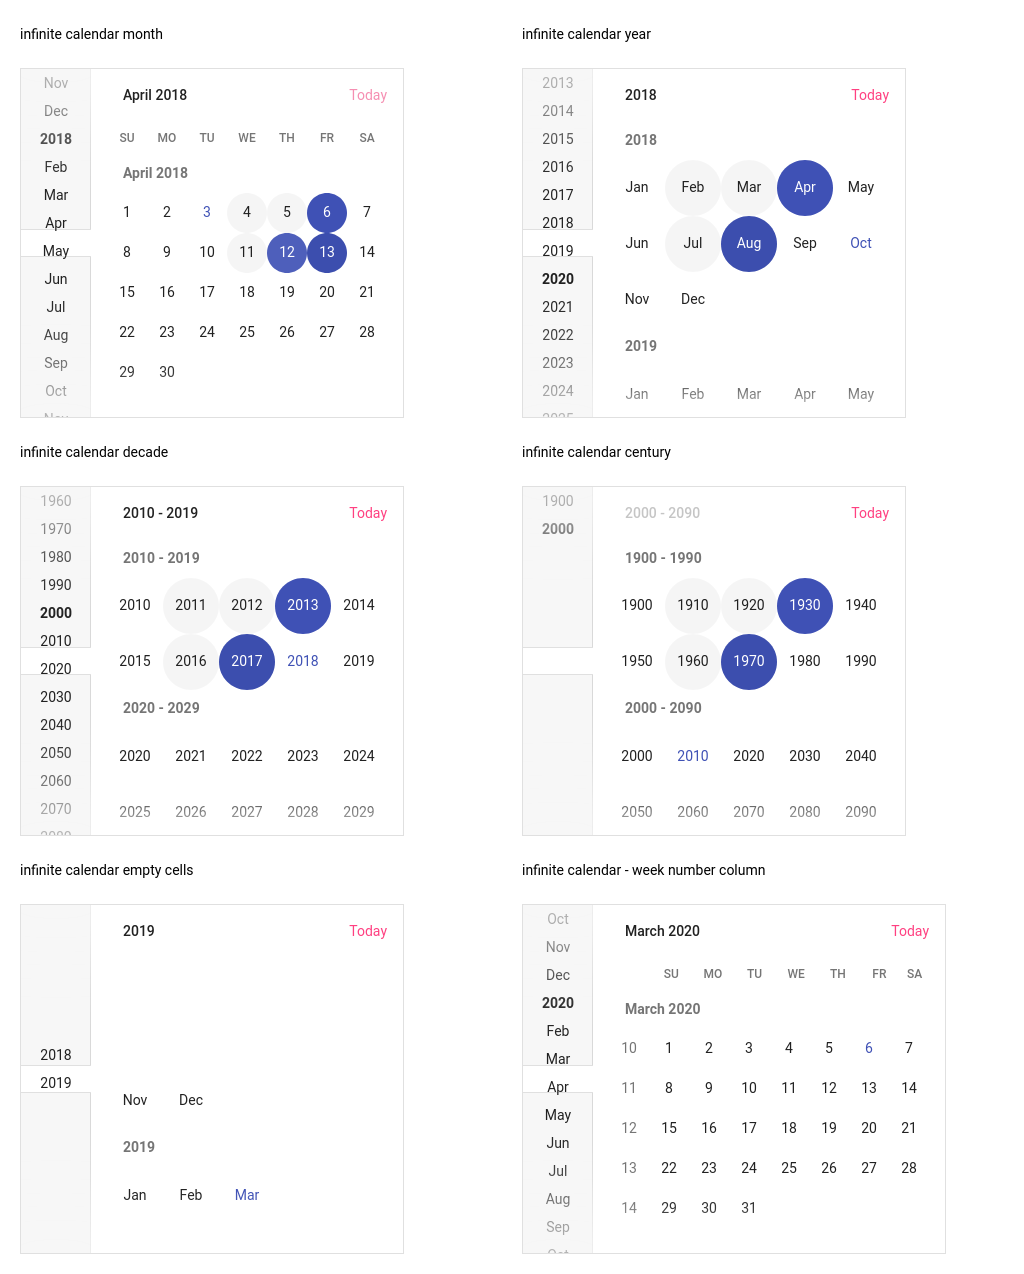 infinite calendar month
Nov
Dec
2018
Feb
Mar
Apr
May
Jun
Jul
Aug
Sep
Oct
Nov
April 2018 Today
SU MO TU WE TH FR SA
April 2018
1 2 3 4 5 6 7
8 9 10 11 12 13 14
15 16 17 18 19 20 21
22 23 24 25 26 27 28
29 30
infinite calendar year
2013
2014
2015
2016
2017
2018
2019
2020
2021
2022
2023
2024
2025
2018 Today
2018
Jan Feb Mar Apr May
Jun Jul Aug Sep Oct
Nov Dec
2019
Jan Feb Mar Apr May
infinite calendar decade
1960
1970
1980
1990
2000
2010
2020
2030
2040
2050
2060
2070
2080
2010 - 2019 Today
2010 - 2019
2010 2011 2012 2013 2014
2015 2016 2017 2018 2019
2020 - 2029
2020 2021 2022 2023 2024
2025 2026 2027 2028 2029
infinite calendar century
1900
2000
2000 - 2090 Today
1900 - 1990
1900 1910 1920 1930 1940
1950 1960 1970 1980 1990
2000 - 2090
2000 2010 2020 2030 2040
2050 2060 2070 2080 2090
infinite calendar empty cells
2018
2019
2019 Today
Nov Dec
2019
Jan Feb Mar
infinite calendar - week number column
Oct
Nov
Dec
2020
Feb
Mar
Apr
May
Jun
Jul
Aug
Sep
Oct
March 2020 Today
SU MO TU WE TH FR SA
March 2020
10 1 2 3 4 5 6 7
11 8 9 10 11 12 13 14
12 15 16 17 18 19 20 21
13 22 23 24 25 26 27 28
14 29 30 31